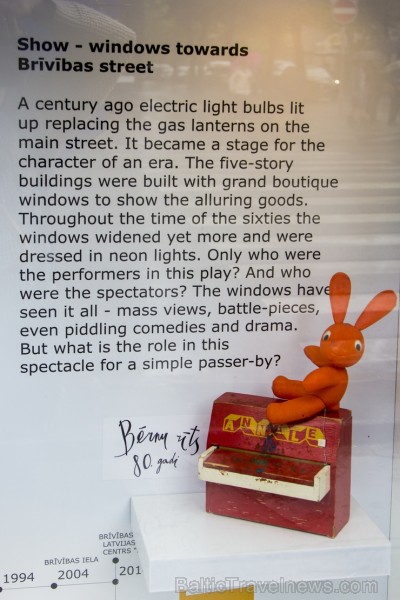 Show - windows towards
Brīvības street
A century ago electric light bulbs lit
up replacing the gas lanterns on the
main street. It became a stage for the
character of an era. The five-story
buildings were built with grand boutique
windows to show the alluring goods.
Throughout the time of the sixties the
windows widened yet more and were
dressed in neon lights. Only who were
the performers in this play? And who
were the spectators? The windows have
seen it all - mass views, battle-pieces,
even piddling comedies and drama.
But what is the role in this
spectacle for a simple passer-by?
Bērnu rīts
80. gadi
BRĪVĪBAS
LATVIJAS
CENTRS
BRĪVĪBAS IELA
1994
2004
201
BalticTravelnews.com